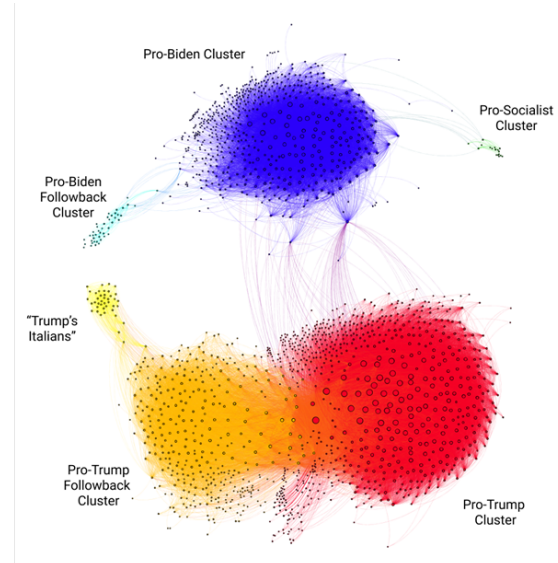 Pro-Biden Cluster
Pro-Socialist
Cluster
Pro-Biden
Followback
Cluster
“Trump's
Italians”
Pro-Trump
Followback
Cluster
Pro-Trump
Cluster